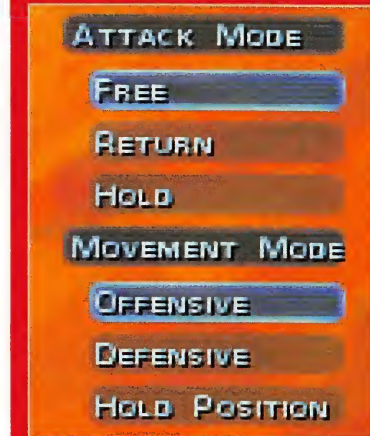 ATTACK MODE
FREE
RETURN
HOLD
MOVEMENT MODE
OFFENSIVE
DEFENSIVE
HOLD POSITION